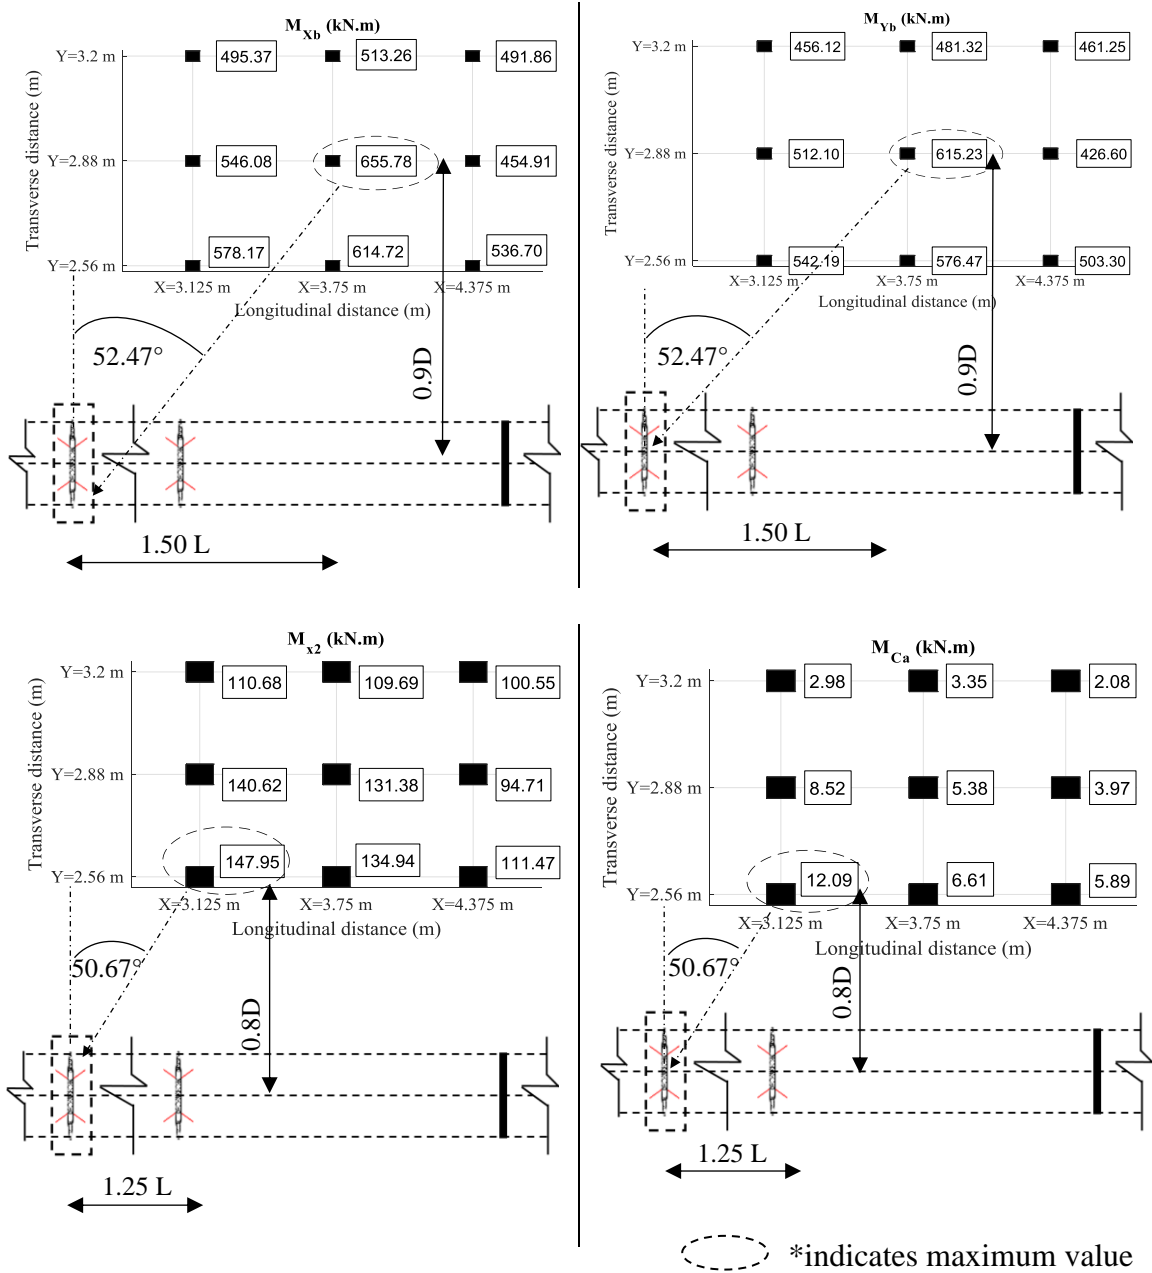 M_Xb (kN.m)
Y=3.2 m 495.37 513.26 491.86
Y=2.88 m 546.08 655.78 454.91
Y=2.56 m 578.17 614.72 536.70
X=3.125 m X=3.75 m X=4.375 m
Longitudinal distance (m)
Transverse distance (m)
52.47°
0.9D
1.50 L
M_Yb (kN.m)
Y=3.2 m 456.12 481.32 461.25
Y=2.88 m 512.10 615.23 426.60
Y=2.56 m 542.19 576.47 503.30
X=3.125 m X=3.75 m X=4.375 m
Longitudinal distance (m)
Transverse distance (m)
52.47°
0.9D
1.50 L
M_x2 (kN.m)
Y=3.2 m 110.68 109.69 100.55
Y=2.88 m 140.62 131.38 94.71
Y=2.56 m 147.95 134.94 111.47
X=3.125 m X=3.75 m X=4.375 m
Longitudinal distance (m)
Transverse distance (m)
50.67°
0.8D
1.25 L
M_Ca (kN.m)
Y=3.2 m 2.98 3.35 2.08
Y=2.88 m 8.52 5.38 3.97
Y=2.56 m 12.09 6.61 5.89
X=3.125 m X=3.75 m X=4.375 m
Longitudinal distance (m)
Transverse distance (m)
50.67°
0.8D
1.25 L
*indicates maximum value